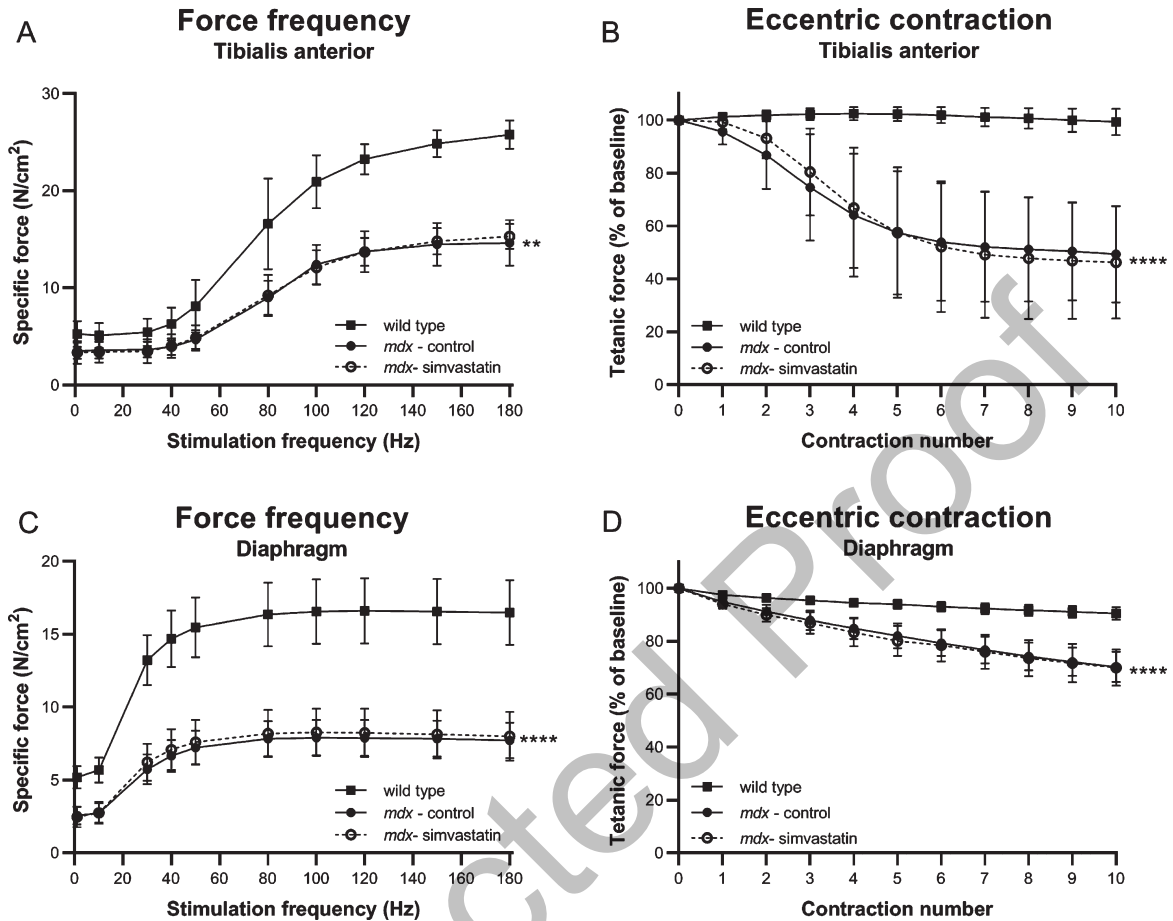 A
Force frequency
Tibialis anterior
Specific force (N/cm²)
30
20
10
0
wild type
mdx - control
mdx- simvastatin
**
0 20 40 60 80 100 120 140 160 180
Stimulation frequency (Hz)
B
Eccentric contraction
Tibialis anterior
Tetanic force (% of baseline)
100
80
60
40
20
0
wild type
mdx - control
mdx- simvastatin
****
0 1 2 3 4 5 6 7 8 9 10
Contraction number
C
Force frequency
Diaphragm
Specific force (N/cm²)
20
15
10
5
0
wild type
mdx - control
mdx- simvastatin
****
0 20 40 60 80 100 120 140 160 180
Stimulation frequency (Hz)
D
Eccentric contraction
Diaphragm
Tetanic force (% of baseline)
100
80
60
40
20
0
wild type
mdx - control
mdx- simvastatin
****
0 1 2 3 4 5 6 7 8 9 10
Contraction number
cted Proof